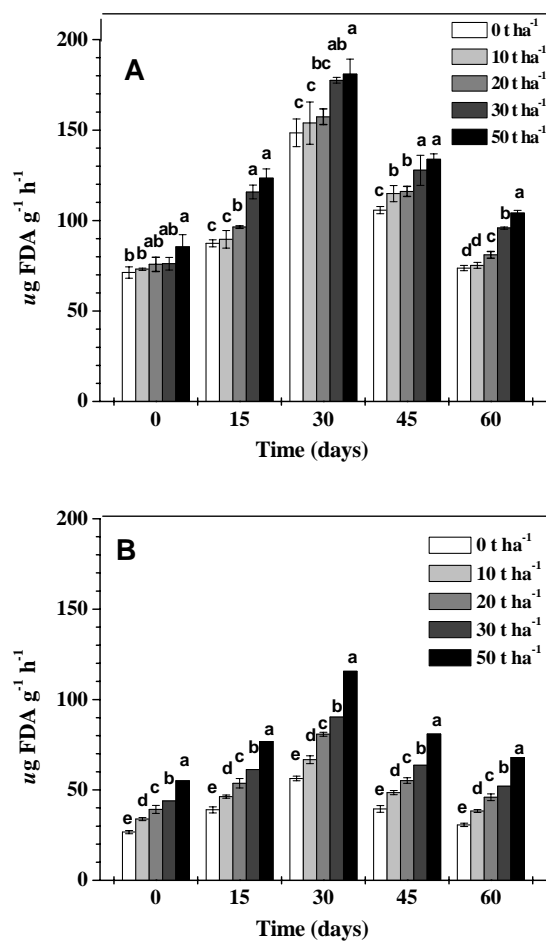 200
A
0 t ha⁻¹
10 t ha⁻¹
20 t ha⁻¹
30 t ha⁻¹
50 t ha⁻¹
150
100
50
0
ug FDA g⁻¹ h⁻¹
b b ab ab a
c c b a a
c c bc ab a
c b b a a
d d c b a
0 15 30 45 60
Time (days)
200
B
0 t ha⁻¹
10 t ha⁻¹
20 t ha⁻¹
30 t ha⁻¹
50 t ha⁻¹
150
100
50
0
ug FDA g⁻¹ h⁻¹
e d c b a
e d c b a
e d c b a
e d c b a
e d c b a
0 15 30 45 60
Time (days)